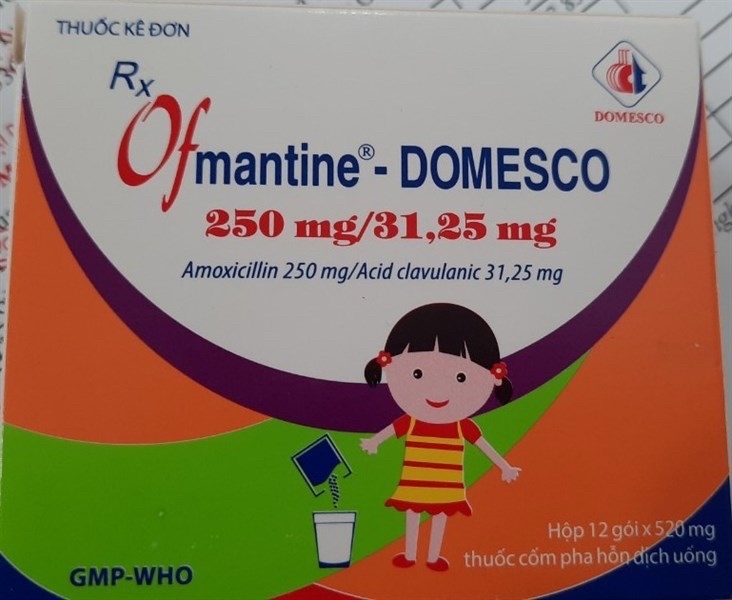 THUỐC KÊ ĐƠN
Rx
Ofmantine®- DOMESCO
DOMESCO
250 mg/31,25 mg
Amoxicillin 250 mg/Acid clavulanic 31,25 mg
Hộp 12 gói x 520 mg
thuốc cốm pha hỗn dịch uống
GMP-WHO